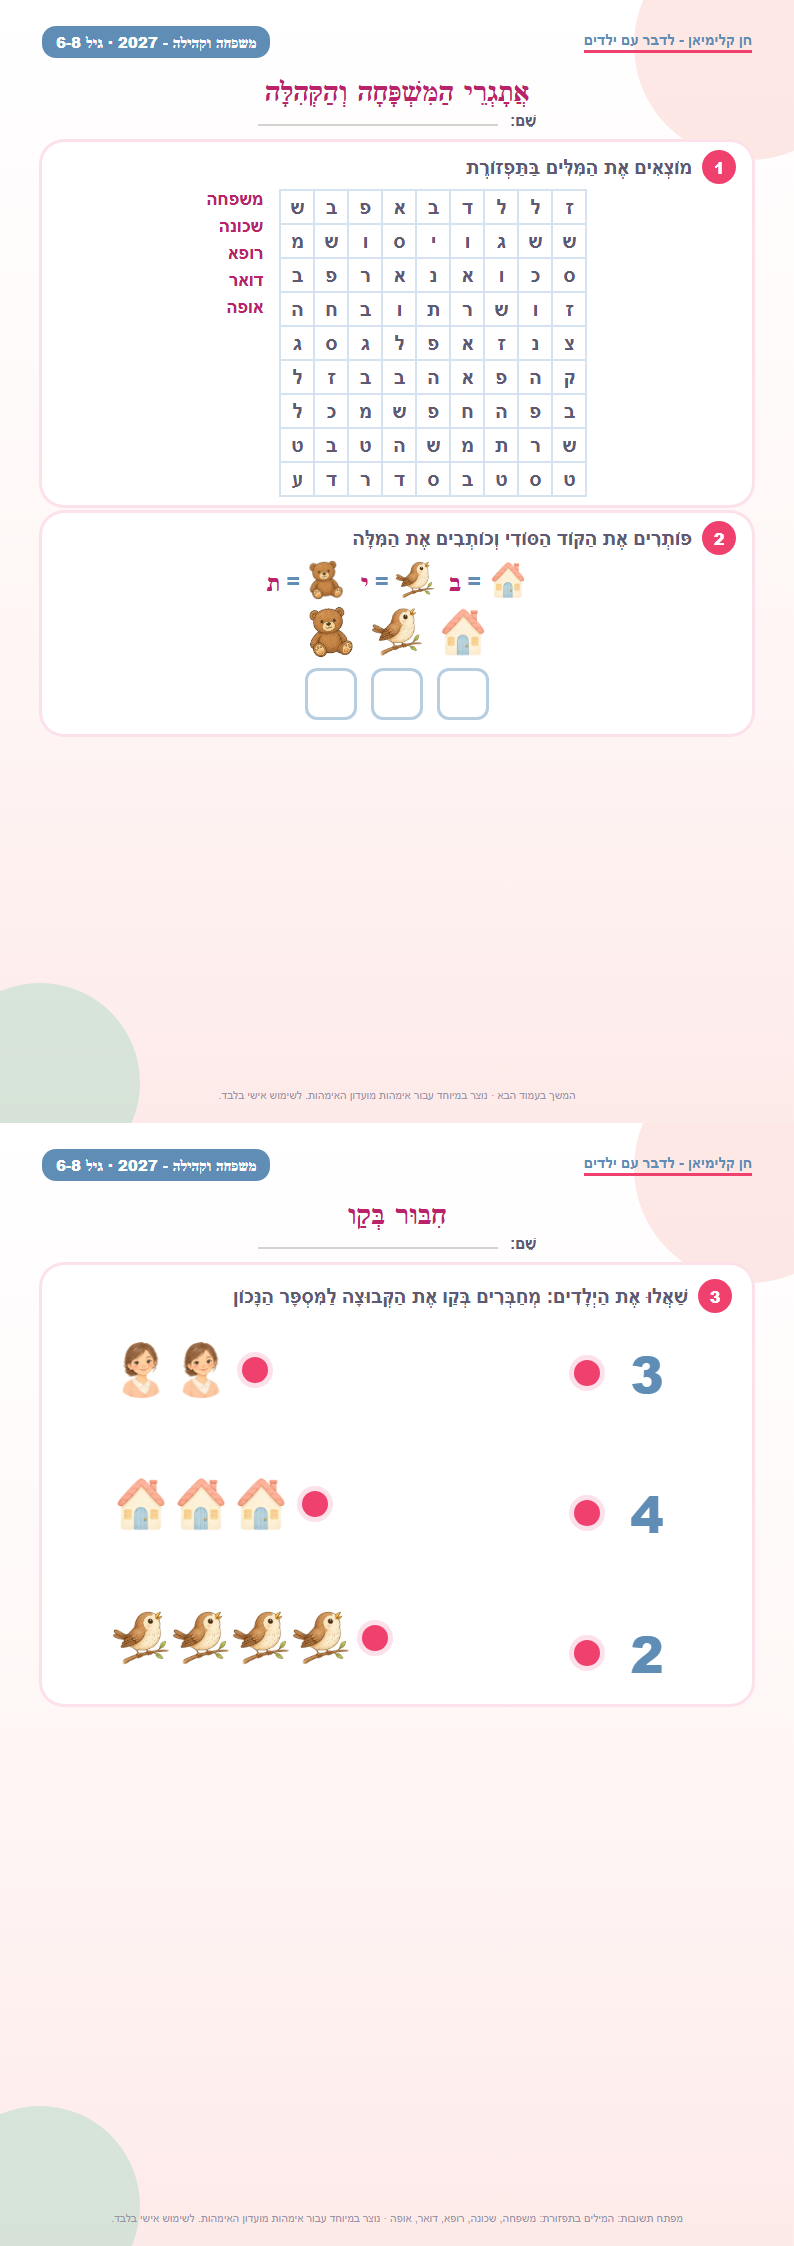 חן קלימיאן - לדבר עם ילדים
משפחה וקהילה - 2027 · גיל 6-8
אֶתְגְּרֵי הַמִּשְׁפָּחָה וְהַקְּהִלָּה
שֵׁם:
1 מוֹצְאִים אֶת הַמִּלִּים בַּתַּפְזוֹרֶת
ז ל ל ד ב א פ ב ש
ש ש ג ו י ס ו ש מ
ס כ ו א נ א ר פ ב
ז ו ש ר ת ו ב ח ה
צ נ ז א פ ל ג ס ג
ק ה פ א ה ב ב ז ל
ב פ ה ח פ ש מ כ ל
ש ר ת מ ש ה ט ב ט
ט ס ט ב ס ד ר ד ע
משפחה
שכונה
רופא
דואר
אופה
2 פּוֹתְרִים אֶת הַקּוֹד הַסּוֹדִי וְכוֹתְבִים אֶת הַמִּלָּה
= ב = י = ת
המשך בעמוד הבא · נוצר במיוחד עבור אימהות מועדון האימהות. לשימוש אישי בלבד.
חן קלימיאן - לדבר עם ילדים
משפחה וקהילה - 2027 · גיל 6-8
חִבּוּר בְּקַו
שֵׁם:
3 שַׁאֲלוּ אֶת הַיְלָדִים: מְחַבְּרִים בְּקַו אֶת הַקְּבוּצָה לַמִּסְפָּר הַנָּכוֹן
3
4
2
מפתח תשובות: המילים בתפזורת: משפחה, שכונה, רופא, דואר, אופה · נוצר במיוחד עבור אימהות מועדון האימהות. לשימוש אישי בלבד.